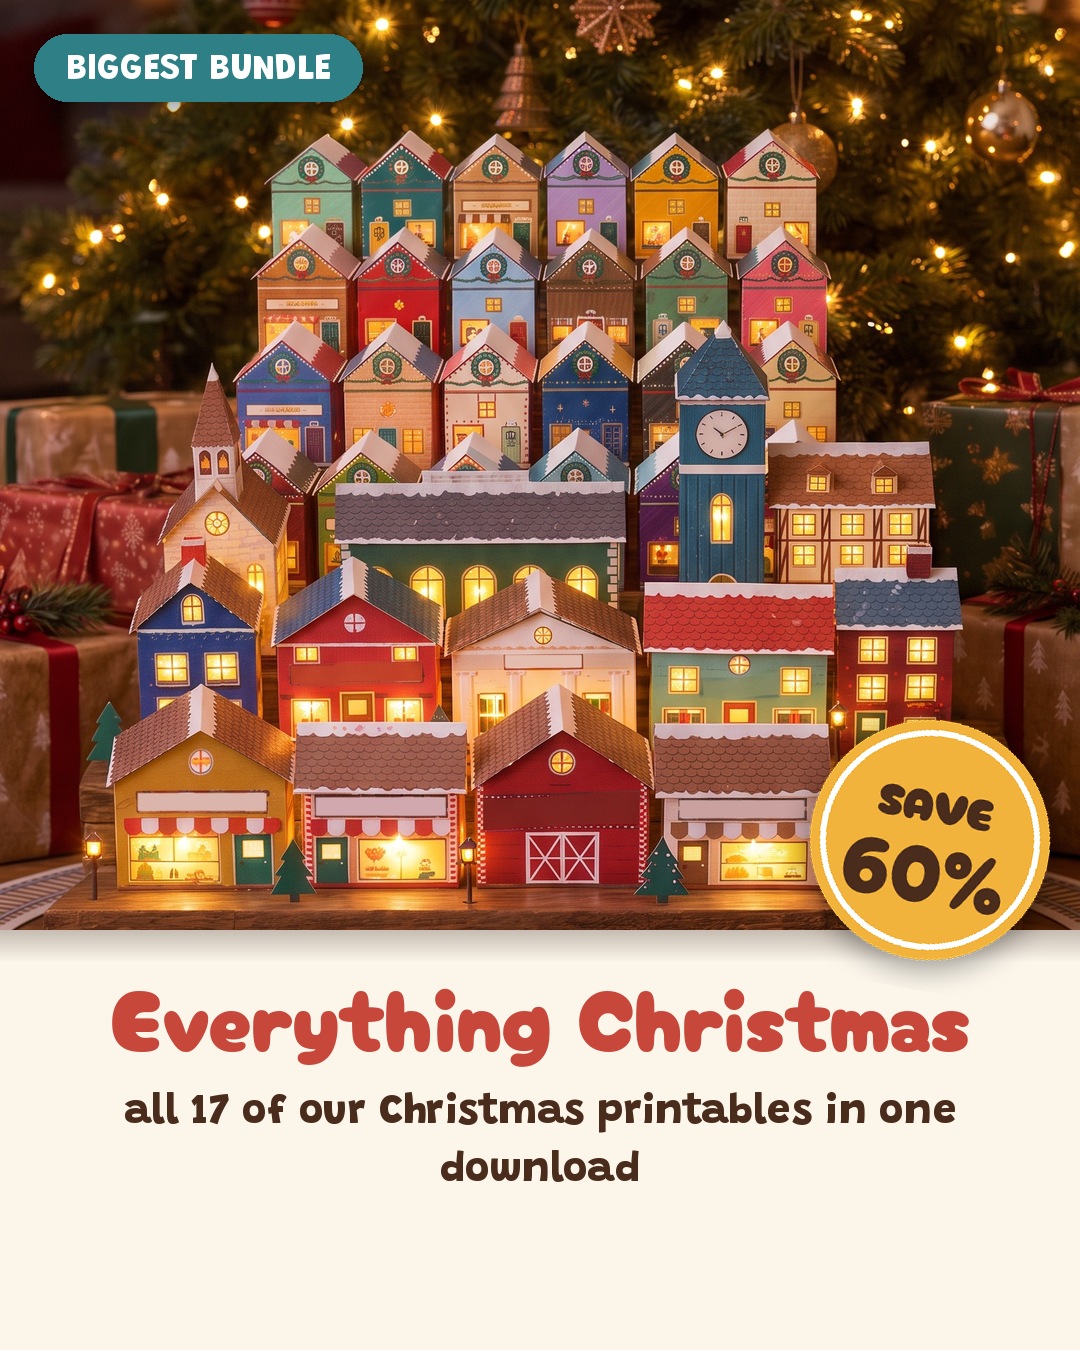 BIGGEST BUNDLE
SAVE
60%
Everything Christmas
all 17 of our Christmas printables in one
download